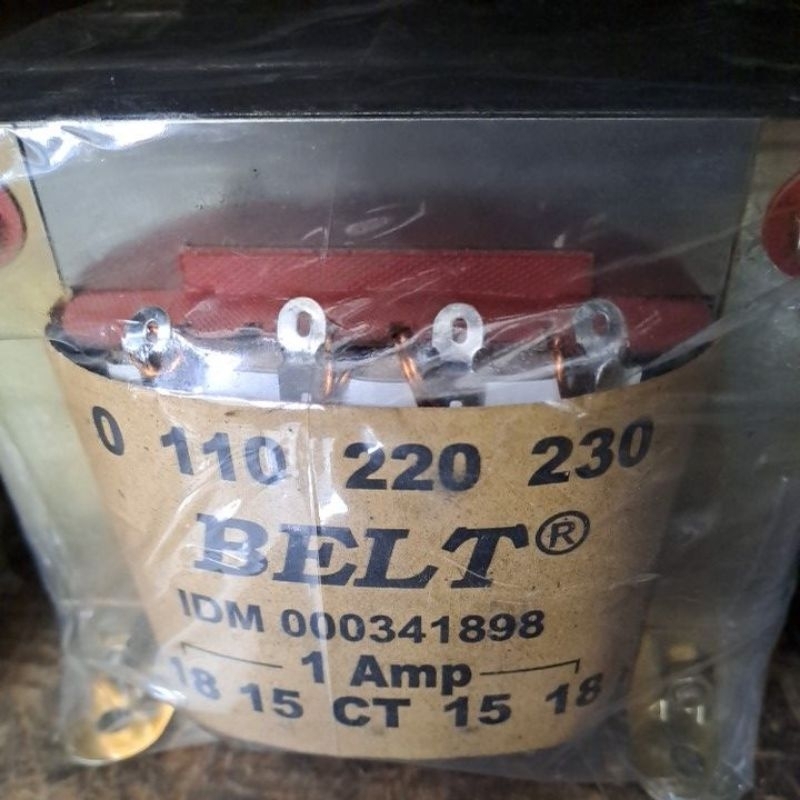 0 110 220 230
BELT®
IDM 000341898
1 Amp
18 15 CT 15 18